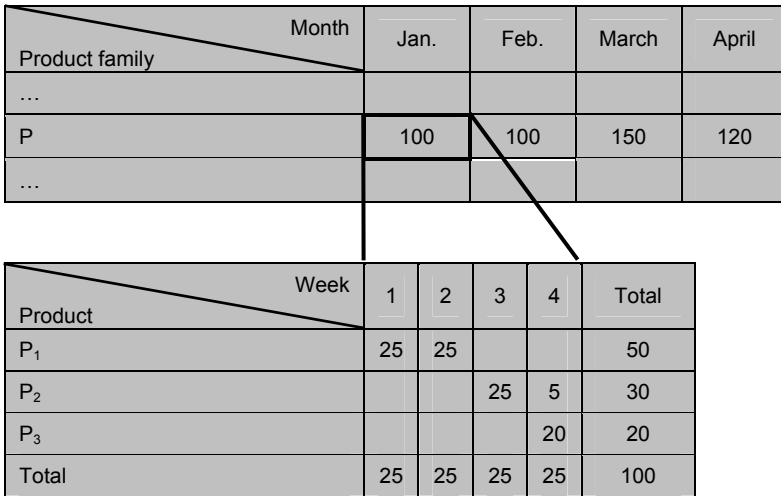 Month
Product family
Jan. Feb. March April
…
P 100 100 150 120
…
Week
Product
1 2 3 4 Total
P₁ 25 25 50
P₂ 25 5 30
P₃ 20 20
Total 25 25 25 25 100